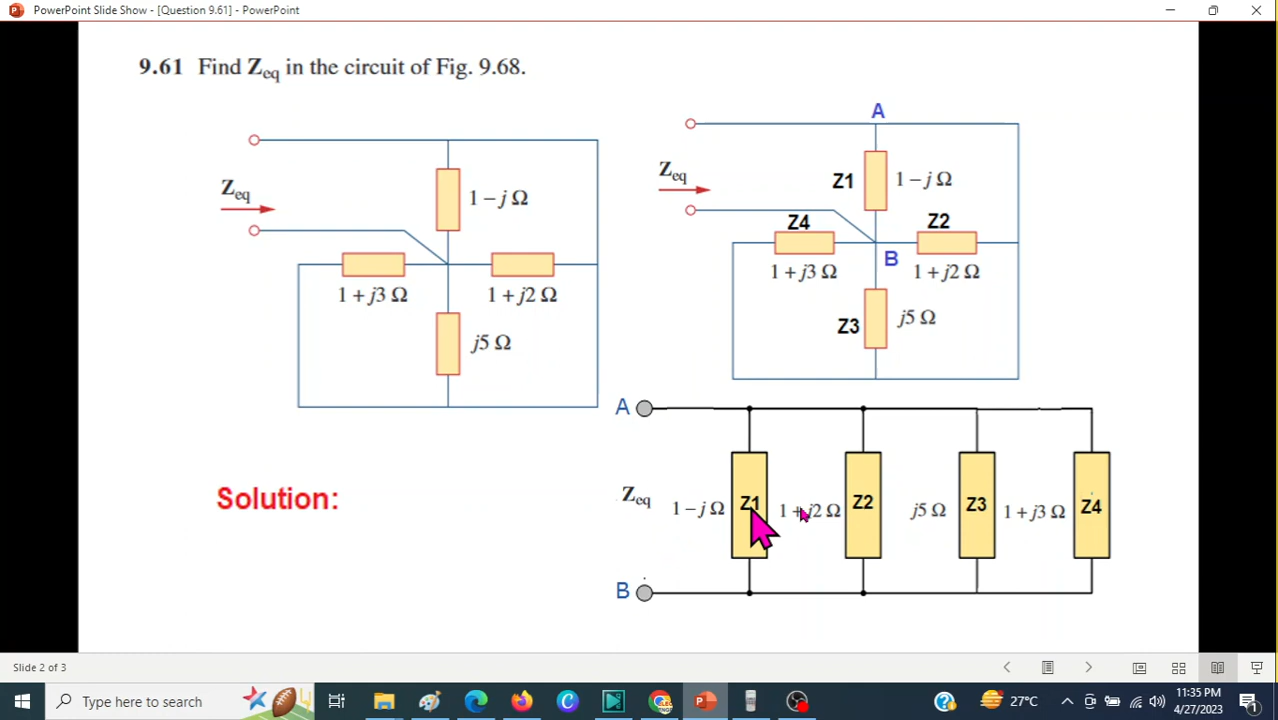 PowerPoint Slide Show - [Question 9.61] - PowerPoint
9.61 Find Zeq in the circuit of Fig. 9.68.
Zeq
1 – j Ω
1 + j3 Ω
1 + j2 Ω
j5 Ω
A
Zeq
Z1
1 – j Ω
Z4
Z2
B
1 + j3 Ω
1 + j2 Ω
Z3
j5 Ω
Solution:
A
Zeq
1 – j Ω
Z1
1 + j2 Ω
Z2
j5 Ω
Z3
1 + j3 Ω
Z4
B
Slide 2 of 3
Type here to search
27°C
11:35 PM
4/27/2023